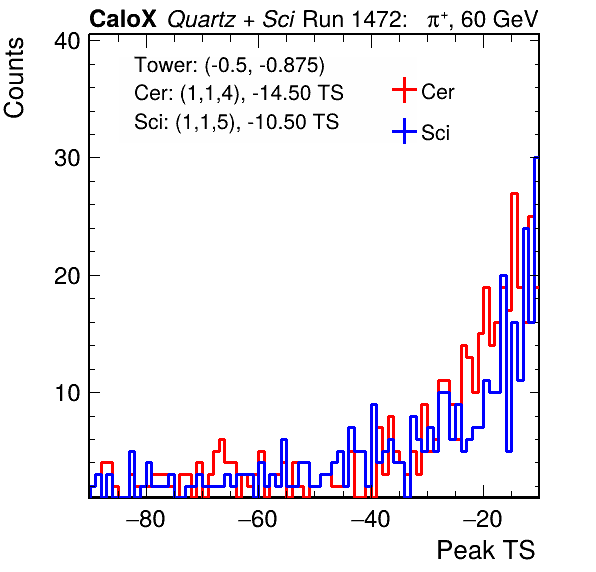 CaloX Quartz + Sci Run 1472: π⁺, 60 GeV
Counts
40
Tower: (-0.5, -0.875)
Cer: (1,1,4), -14.50 TS
Sci: (1,1,5), -10.50 TS
Cer
Sci
30
20
10
−80 −60 −40 −20
Peak TS